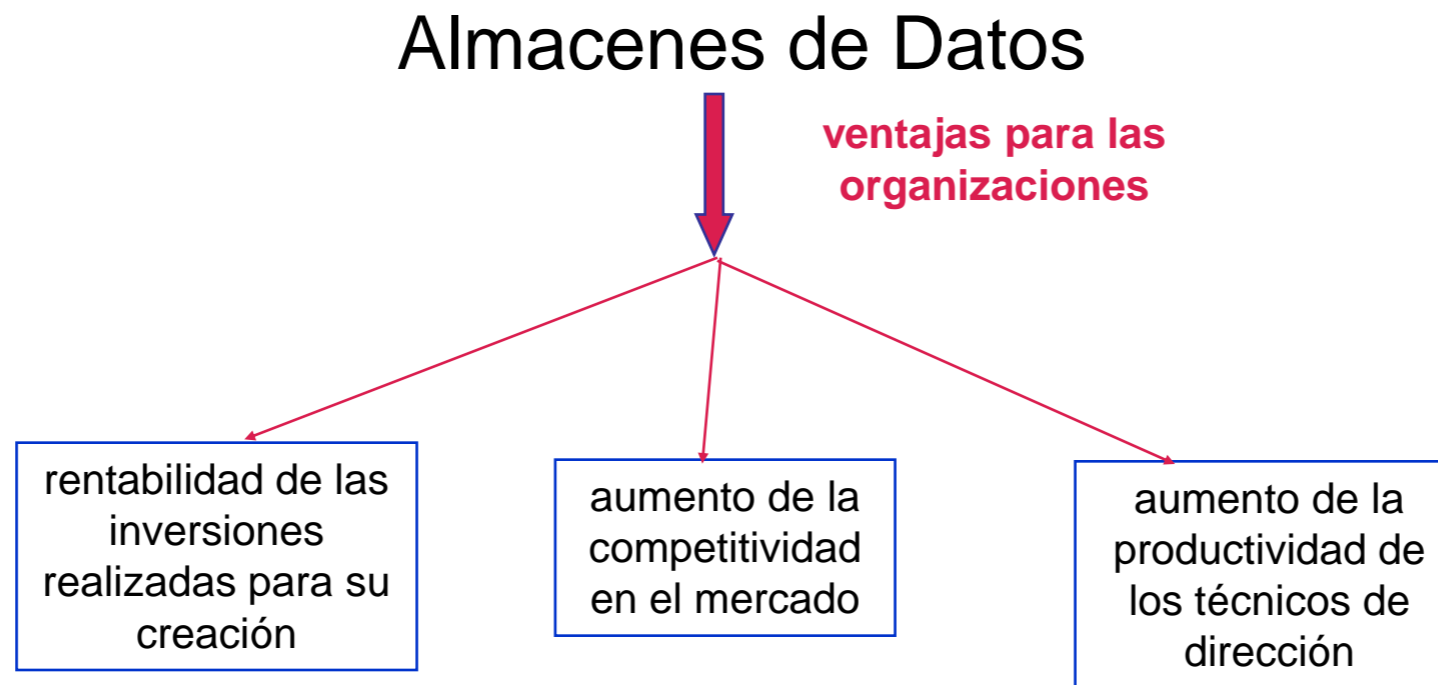 Almacenes de Datos
ventajas para las
organizaciones
rentabilidad de las
inversiones
realizadas para su
creación
aumento de la
competitividad
en el mercado
aumento de la
productividad de
los técnicos de
dirección